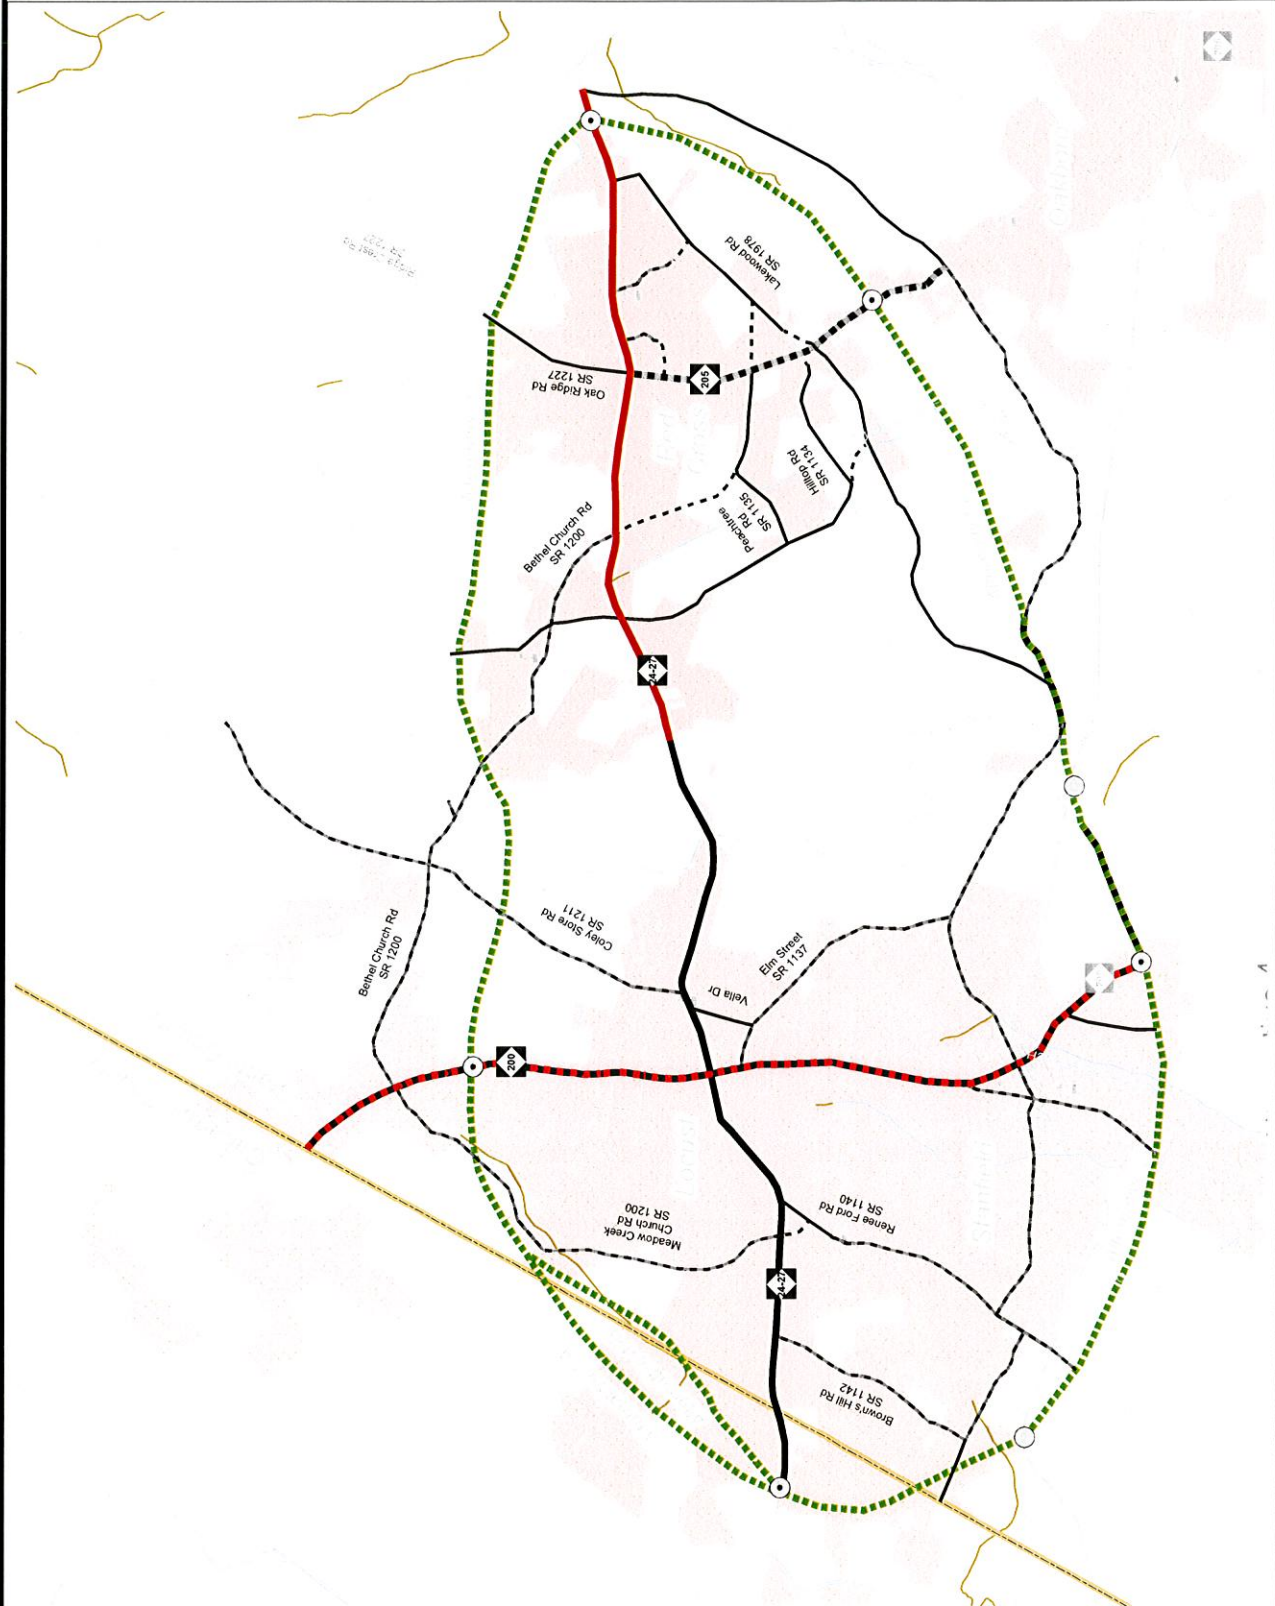 Lakewood Rd
SR 1978
Oak Ridge Rd
SR 1227
205
Hilltop Rd
SR 1134
Peachtree
Rd
SR 1135
Bethel Church Rd
SR 1200
24-27
Bethel Church Rd
SR 1200
Coley Store Rd
SR 1211
Elm Street
SR 1137
Vella Dr
200
Meadow Creek
Church Rd
SR 1200
Renee Ford Rd
SR 1140
24-27
Brown's Hill Rd
SR 1142